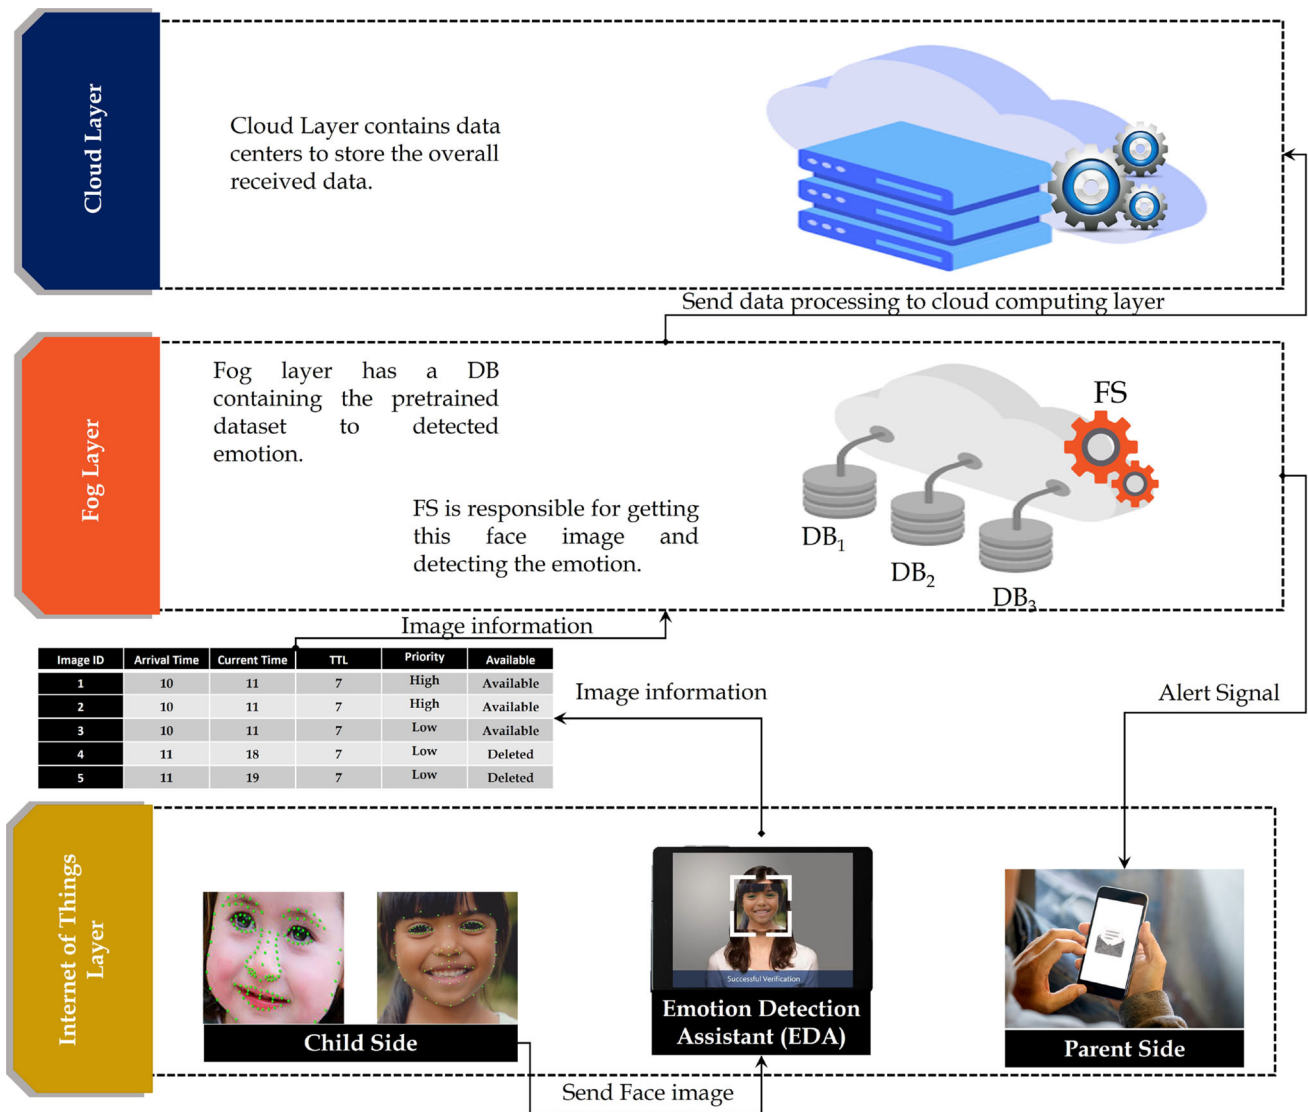 Cloud Layer
Cloud Layer contains data
centers to store the overall
received data.
Send data processing to cloud computing layer
Fog Layer
Fog layer has a DB
containing the pretrained
dataset to detected
emotion.
FS is responsible for getting
this face image and
detecting the emotion.
FS
DB1
DB2
DB3
Image information
Image ID Arrival Time Current Time TTL Priority Available
1 10 11 7 High Available
2 10 11 7 High Available
3 10 11 7 Low Available
4 11 18 7 Low Deleted
5 11 19 7 Low Deleted
Image information
Alert Signal
Internet of Things
Layer
Child Side
Successful Verification
Emotion Detection
Assistant (EDA)
Parent Side
Send Face image